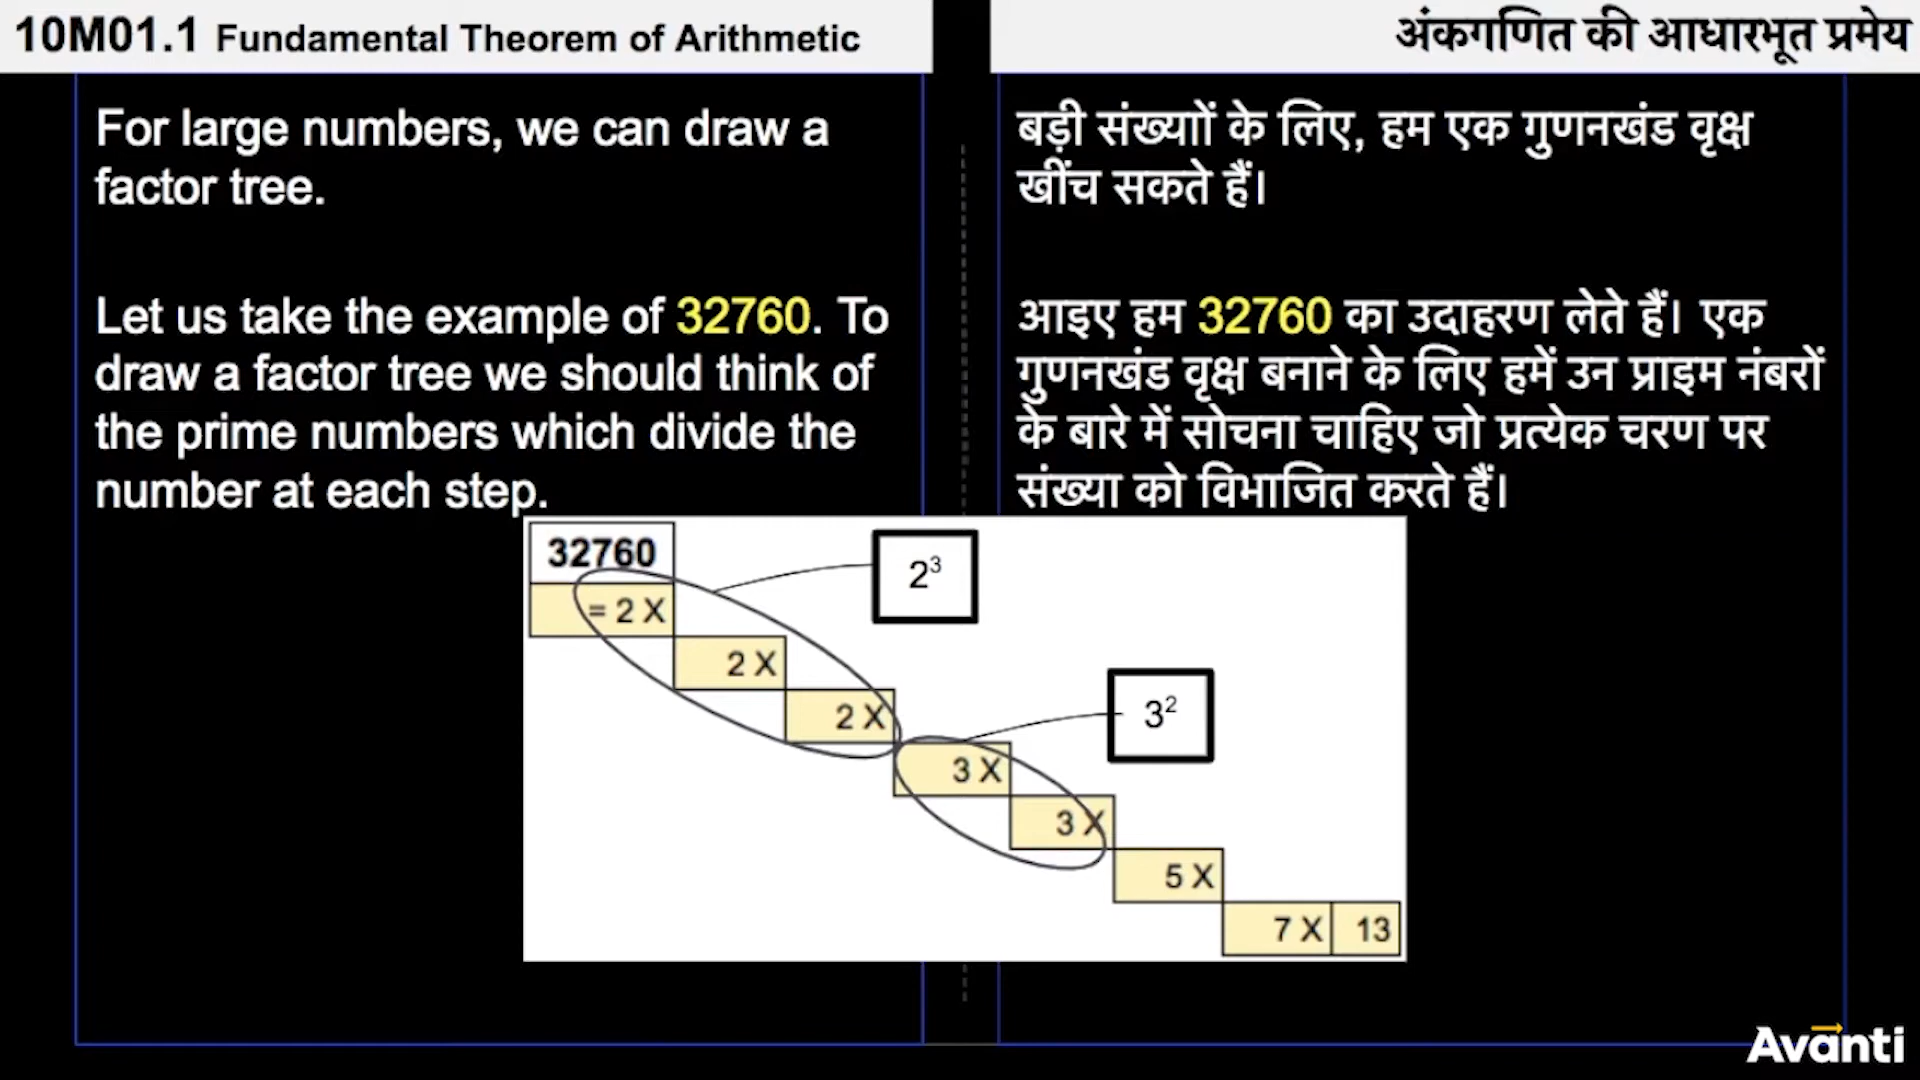 10M01.1 Fundamental Theorem of Arithmetic
अंकगणित की आधारभूत प्रमेय
For large numbers, we can draw a
factor tree.
Let us take the example of 32760. To
draw a factor tree we should think of
the prime numbers which divide the
number at each step.
बड़ी संख्याों के लिए, हम एक गुणनखंड वृक्ष
खींच सकते हैं।
आइए हम 32760 का उदाहरण लेते हैं। एक
गुणनखंड वृक्ष बनाने के लिए हमें उन प्राइम नंबरों
के बारे में सोचना चाहिए जो प्रत्येक चरण पर
संख्या को विभाजित करते हैं।
32760
2³
= 2 X
2 X
2 X
3²
3 X
3 X
5 X
7 X 13
Avanti